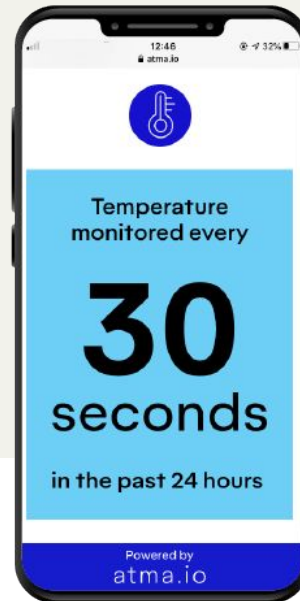 12:46
32%
atma.io
Temperature
monitored every
30
seconds
in the past 24 hours
Powered by
atma.io